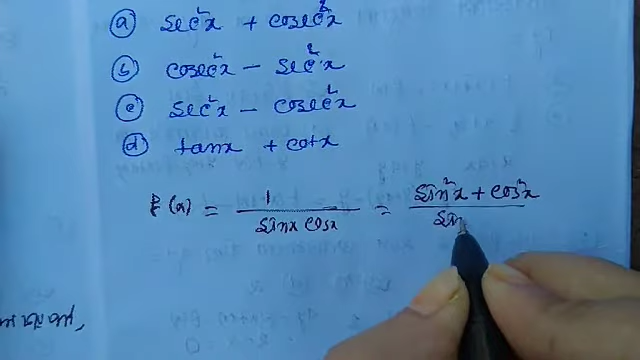 (a) sec²x + cosec²x
(b) cosec²x - sec²x
(c) sec²x - cosec²x
(d) tanx + cotx
f(x) = 1 / sinx cosx = sin²x + cos²x / sin